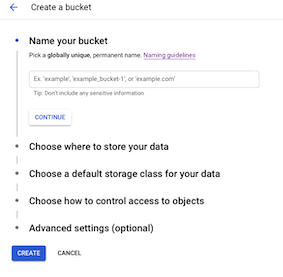 Create a bucket
Name your bucket
Pick a globally unique, permanent name. Naming guidelines
Ex. 'example', 'example_bucket-1', or 'example.com'
Tip: Don't include any sensitive information
CONTINUE
Choose where to store your data
Choose a default storage class for your data
Choose how to control access to objects
Advanced settings (optional)
CREATE CANCEL